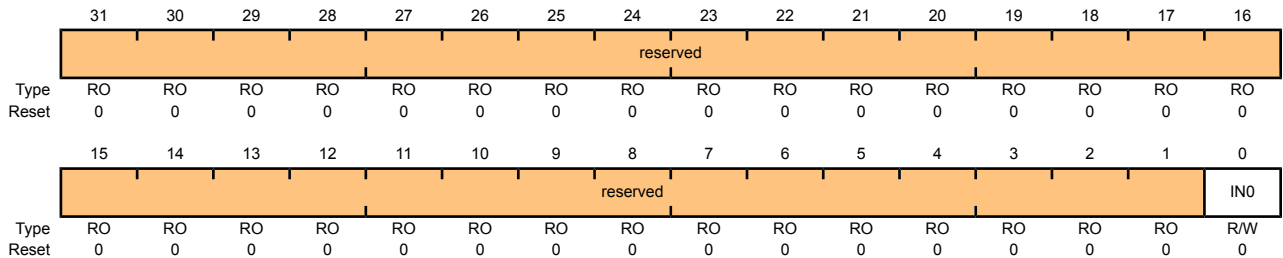 31 30 29 28 27 26 25 24 23 22 21 20 19 18 17 16
reserved
Type RO RO RO RO RO RO RO RO RO RO RO RO RO RO RO RO
Reset 0 0 0 0 0 0 0 0 0 0 0 0 0 0 0 0
15 14 13 12 11 10 9 8 7 6 5 4 3 2 1 0
reserved IN0
Type RO RO RO RO RO RO RO RO RO RO RO RO RO RO RO R/W
Reset 0 0 0 0 0 0 0 0 0 0 0 0 0 0 0 0